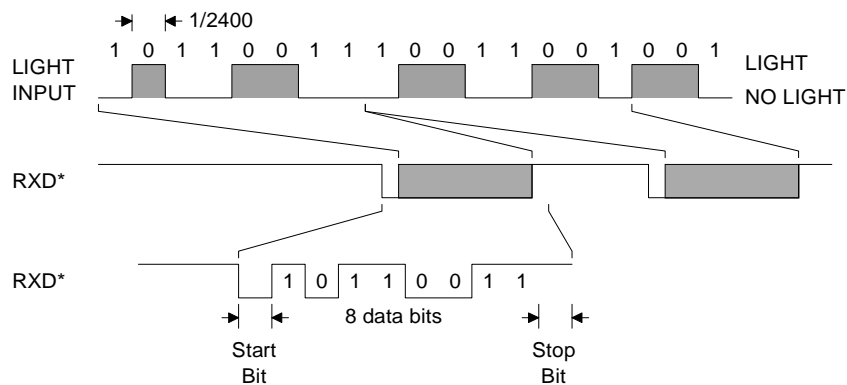 1/2400
1 0 1 1 0 0 1 1 1 0 0 1 1 0 0 1 0 0 1
LIGHT INPUT
LIGHT
NO LIGHT
RXD*
RXD*
1 0 1 1 0 0 1 1
8 data bits
Start Bit
Stop Bit